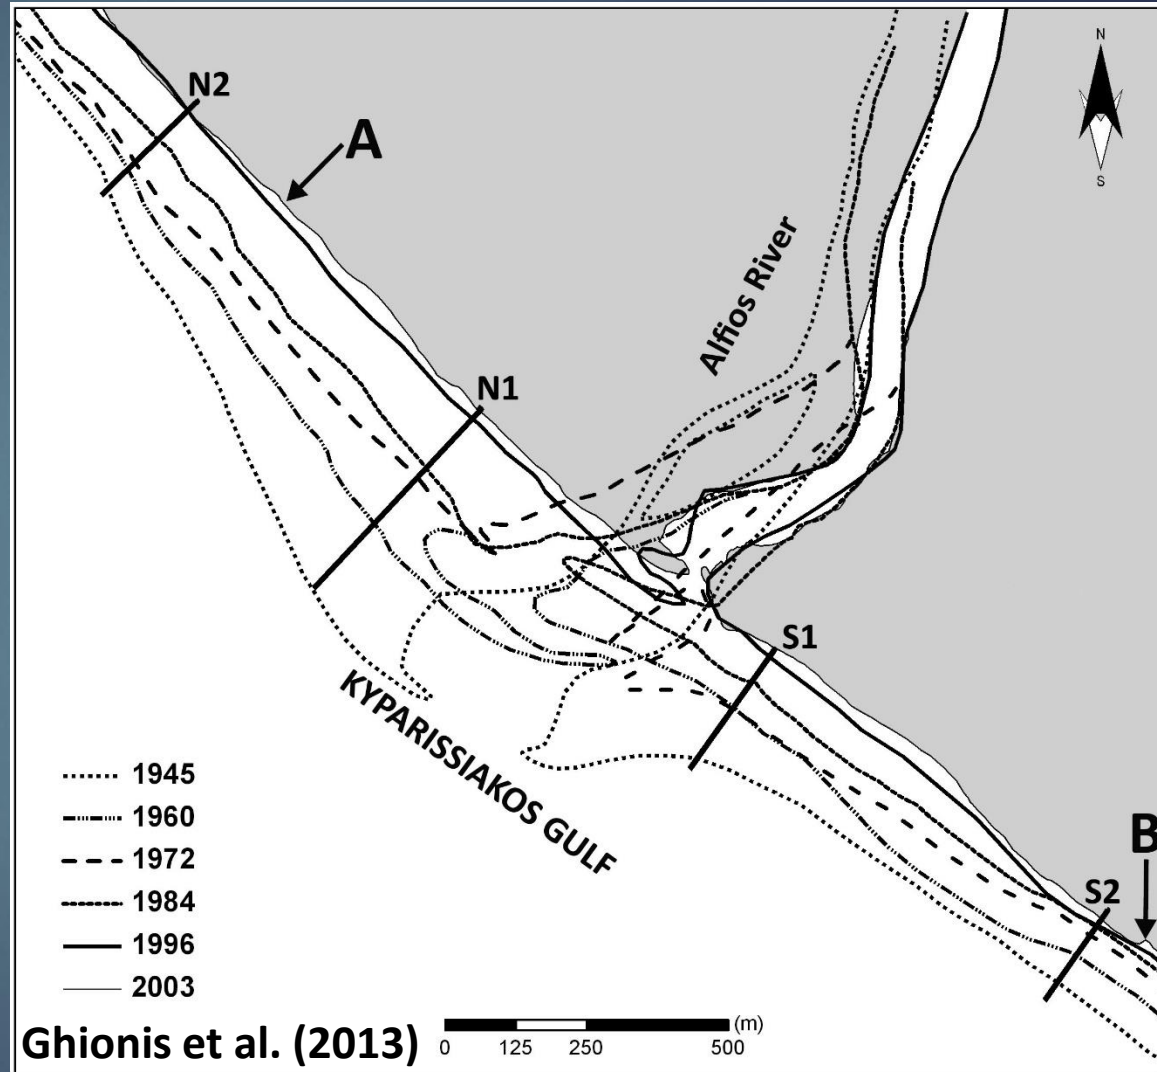 N
S
N2
A
Alfios River
N1
S1
KYPARISSIAKOS GULF
B
S2
1945
1960
1972
1984
1996
2003
Ghionis et al. (2013)
(m)
0 125 250 500